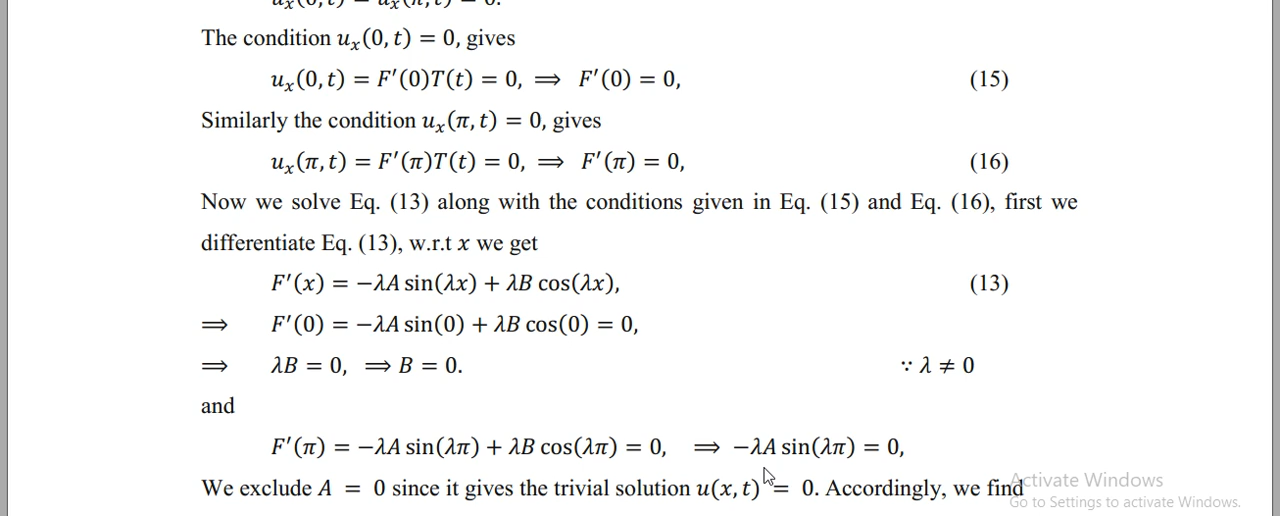 The condition 𝑢ₓ(0, 𝑡) = 0, gives
𝑢ₓ(0, 𝑡) = 𝐹′(0)𝑇(𝑡) = 0, ⟹ 𝐹′(0) = 0, (15)
Similarly the condition 𝑢ₓ(𝜋, 𝑡) = 0, gives
𝑢ₓ(𝜋, 𝑡) = 𝐹′(𝜋)𝑇(𝑡) = 0, ⟹ 𝐹′(𝜋) = 0, (16)
Now we solve Eq. (13) along with the conditions given in Eq. (15) and Eq. (16), first we
differentiate Eq. (13), w.r.t 𝑥 we get
𝐹′(𝑥) = −𝜆𝐴 sin(𝜆𝑥) + 𝜆𝐵 cos(𝜆𝑥), (13)
⟹ 𝐹′(0) = −𝜆𝐴 sin(0) + 𝜆𝐵 cos(0) = 0,
⟹ 𝜆𝐵 = 0, ⟹ 𝐵 = 0. ∵ 𝜆 ≠ 0
and
𝐹′(𝜋) = −𝜆𝐴 sin(𝜆𝜋) + 𝜆𝐵 cos(𝜆𝜋) = 0, ⟹ −𝜆𝐴 sin(𝜆𝜋) = 0,
We exclude 𝐴 = 0 since it gives the trivial solution 𝑢(𝑥, 𝑡) = 0. Accordingly, we find
Activate Windows
Go to Settings to activate Windows.